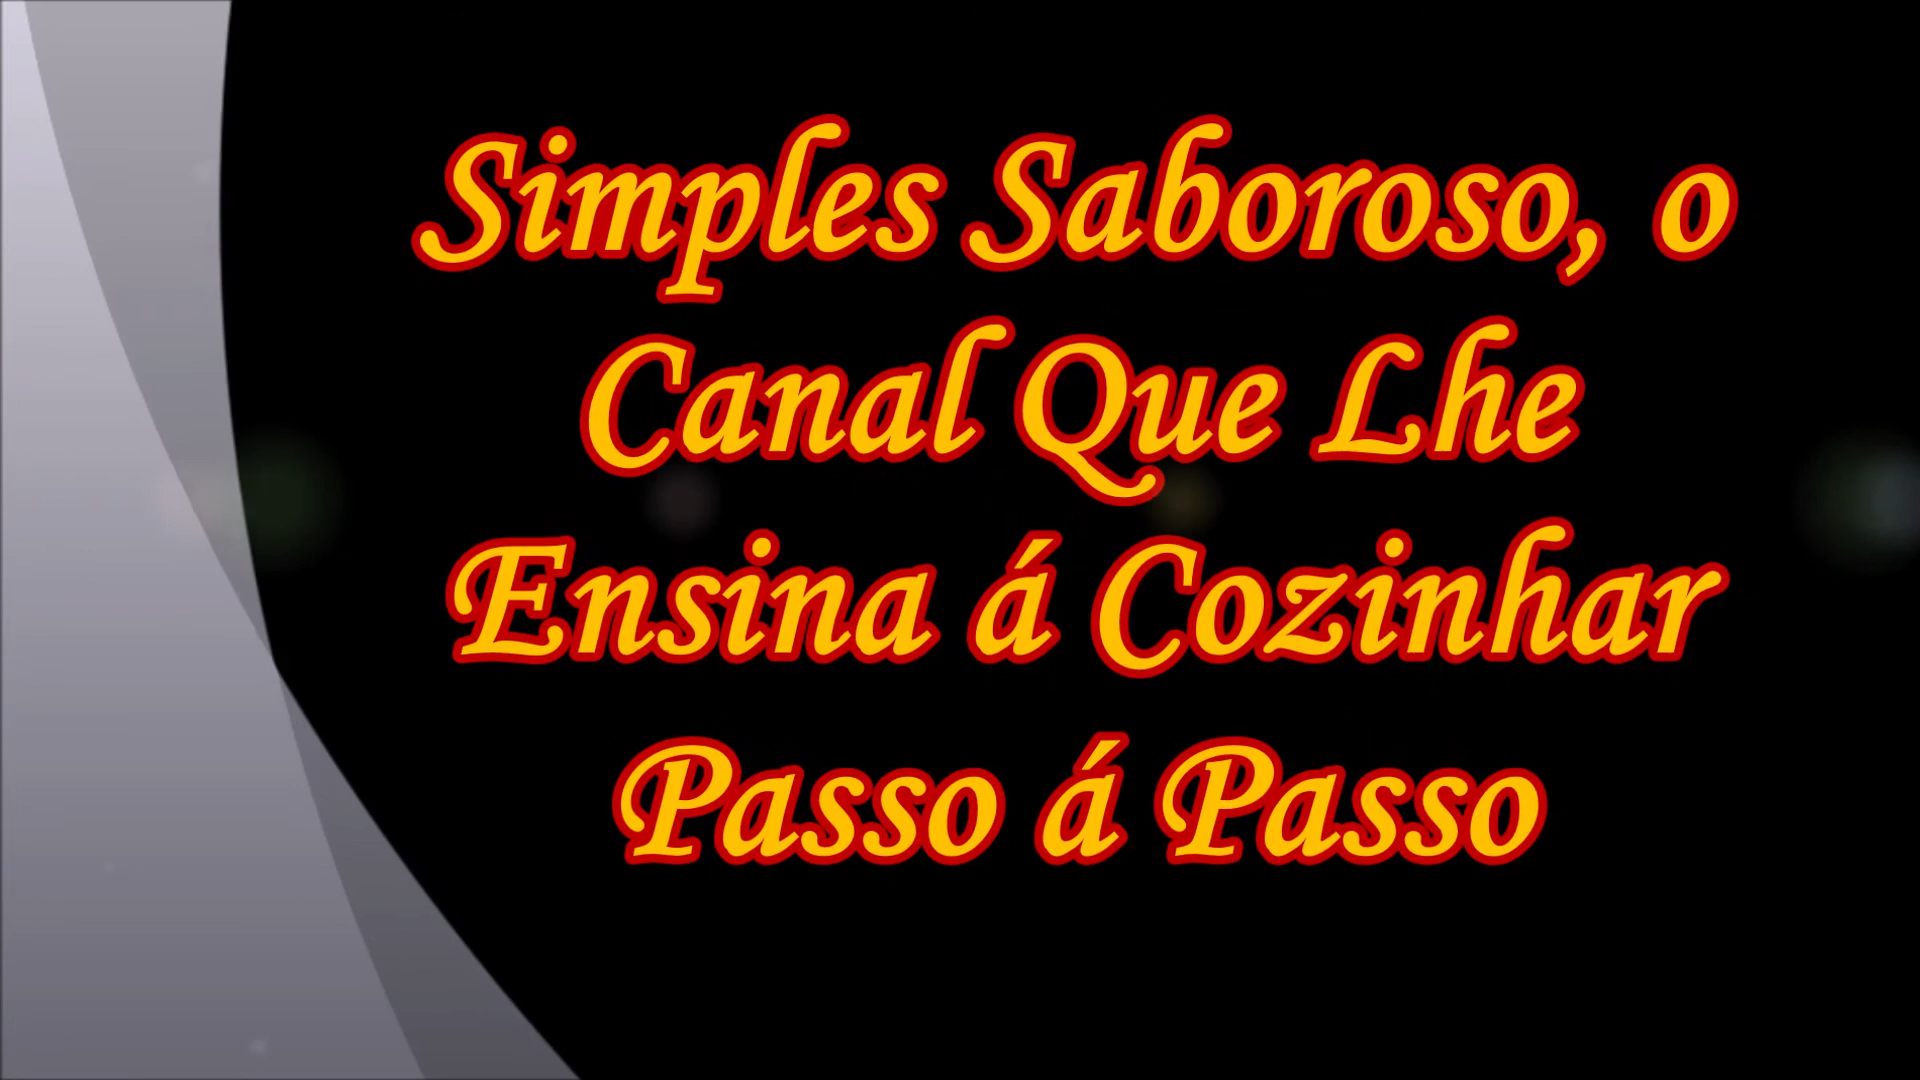 Simples Saboroso, o
Canal Que Lhe
Ensina á Cozinhar
Passo á Passo